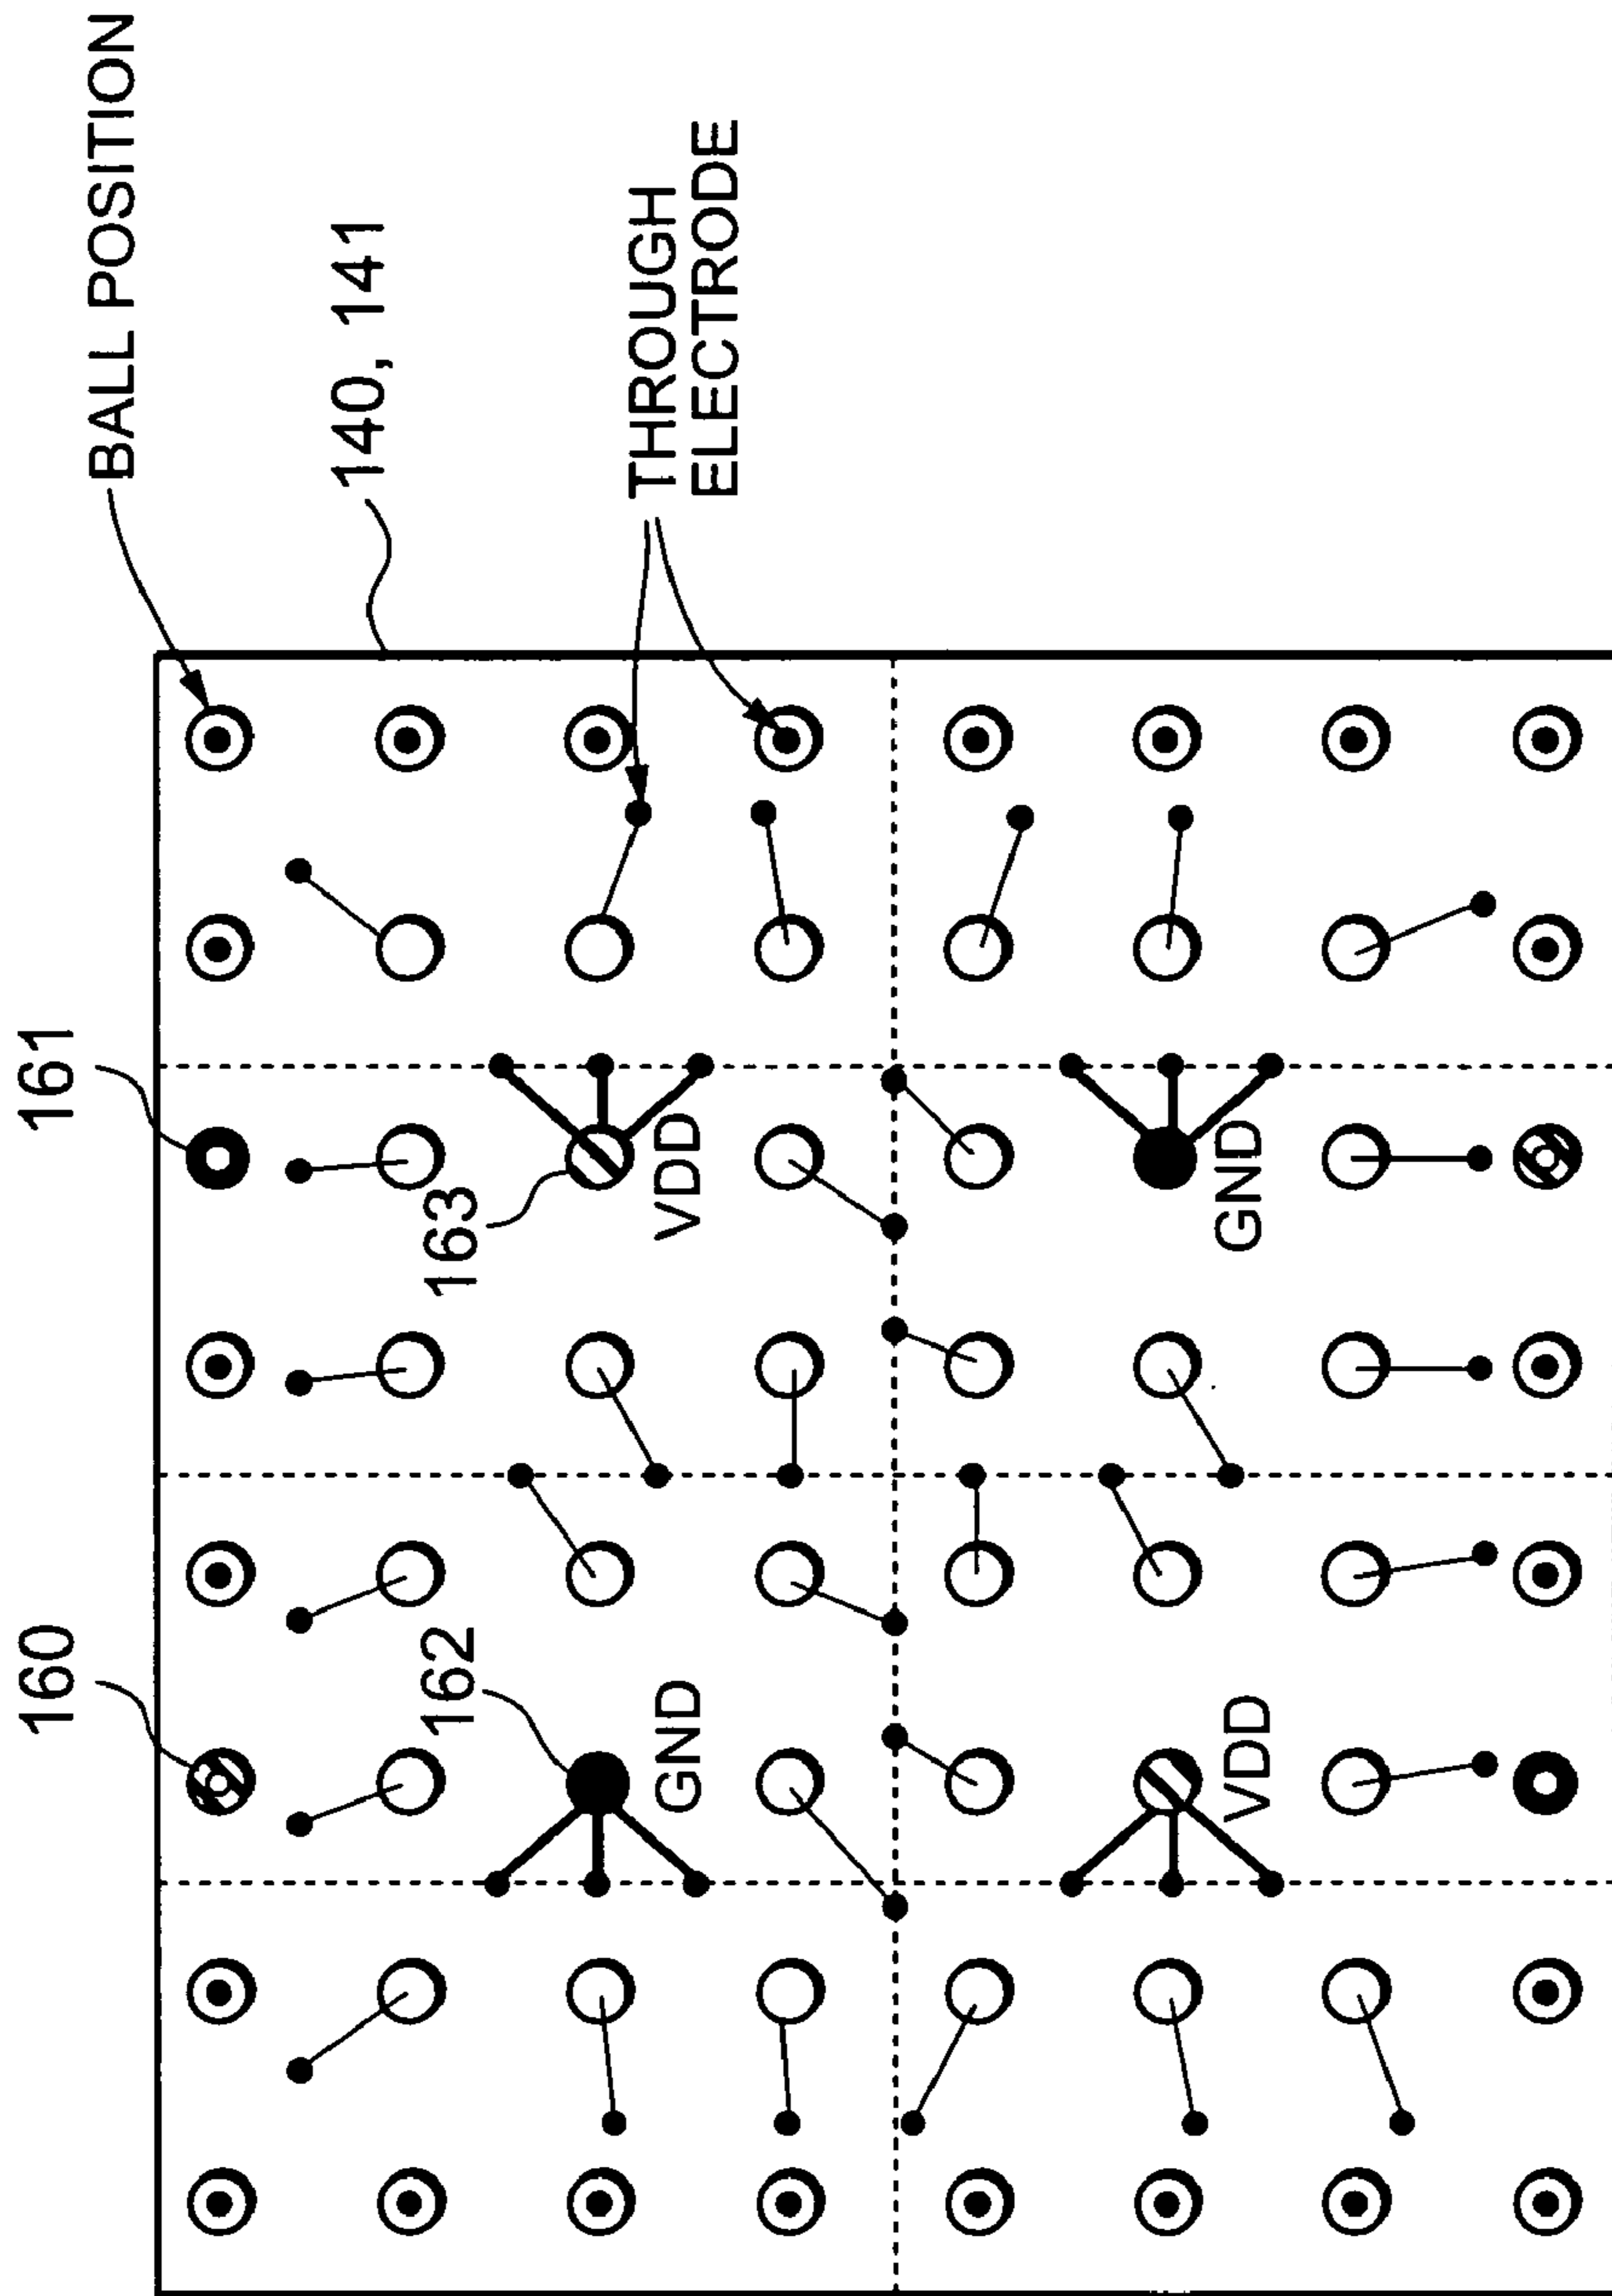 BALL POSITION
140, 141
THROUGH
ELECTRODE
161
163
VDD
GND
160
162
GND
VDD